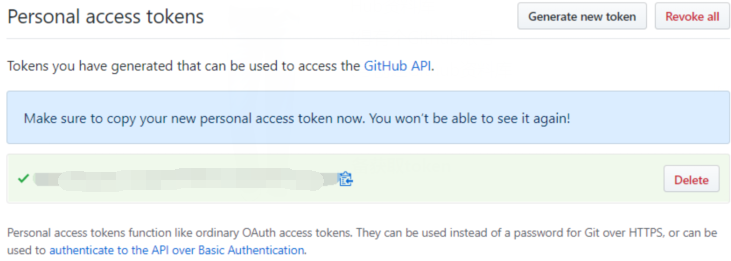 Personal access tokens
Generate new token
Revoke all
Tokens you have generated that can be used to access the GitHub API.
Make sure to copy your new personal access token now. You won't be able to see it again!
Delete
Personal access tokens function like ordinary OAuth access tokens. They can be used instead of a password for Git over HTTPS, or can be
used to authenticate to the API over Basic Authentication.